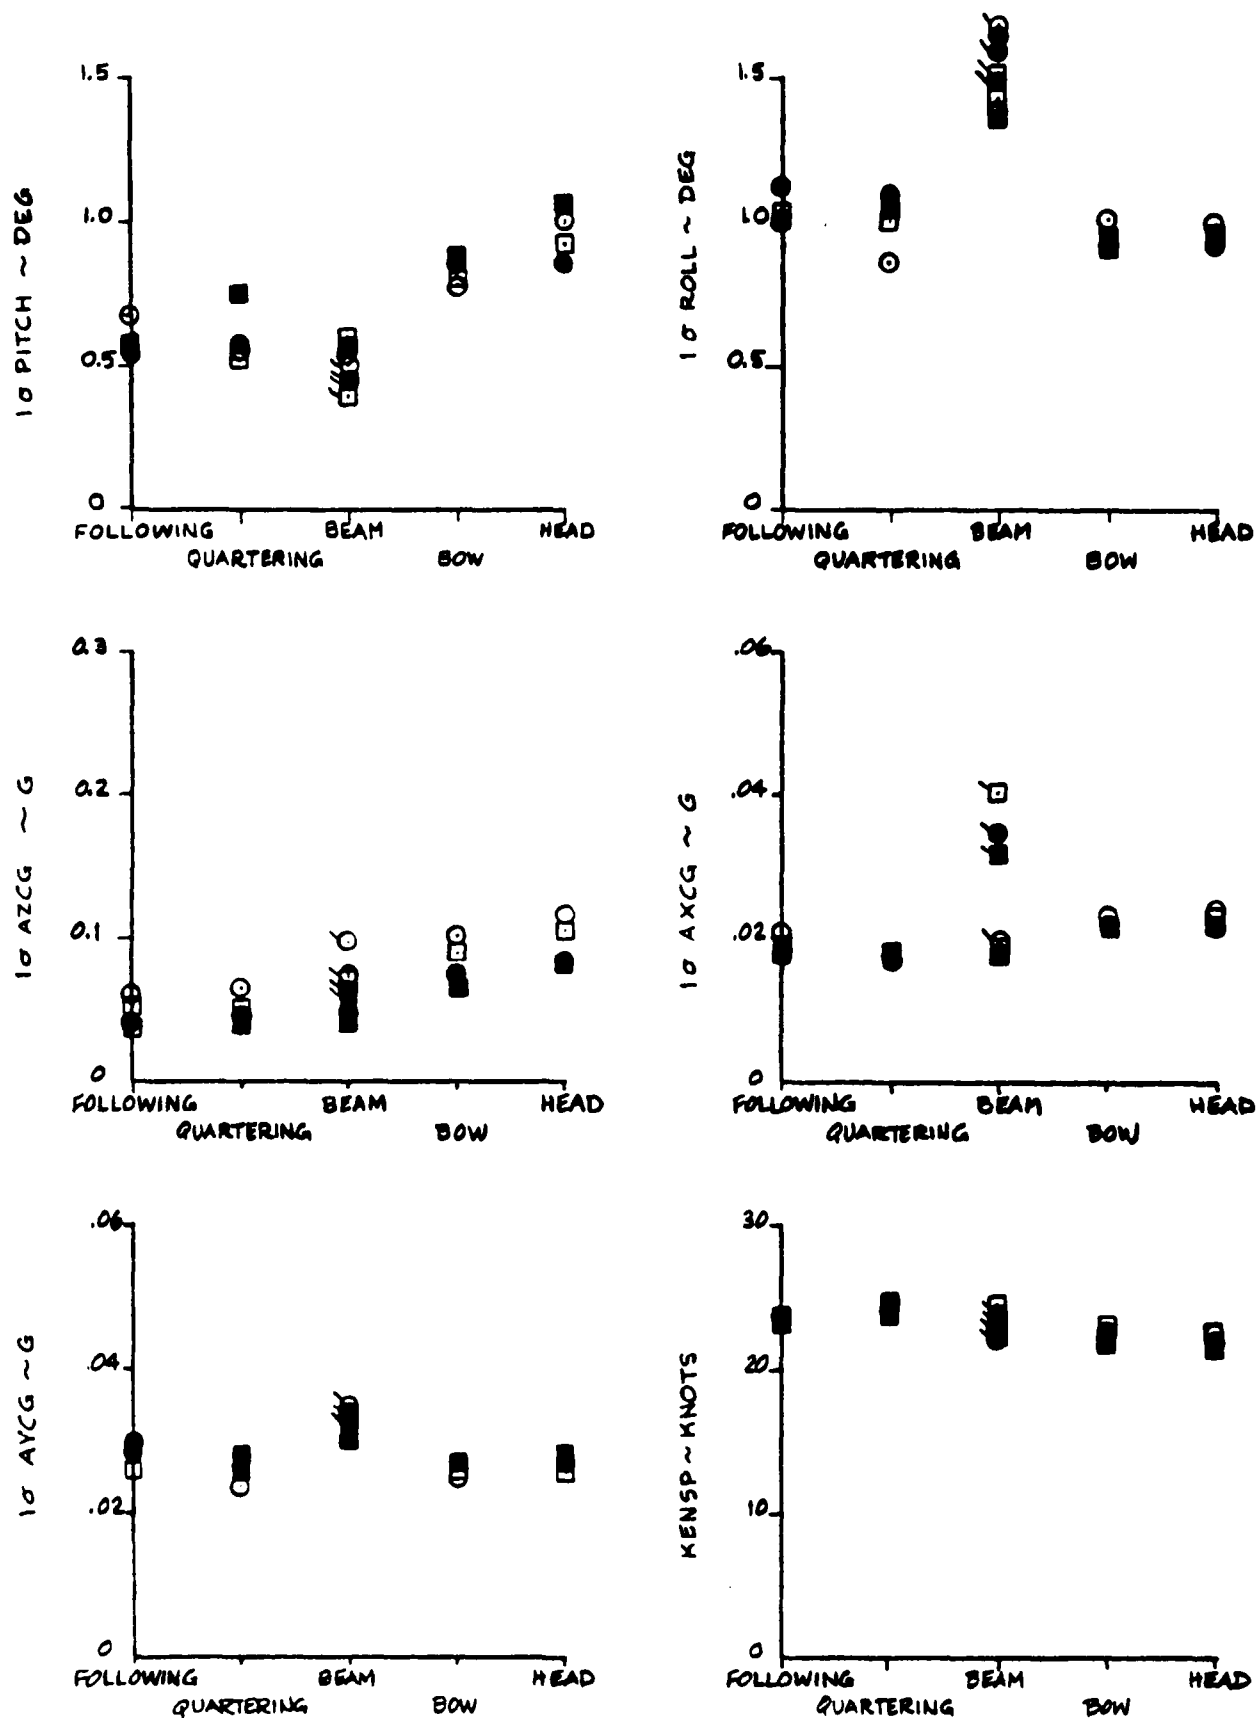 1.5
1.0
0.5
0
1σ PITCH ~ DEG
FOLLOWING BEAM HEAD
QUARTERING BOW
1.5
1.0
0.5
0
1σ ROLL ~ DEG
FOLLOWING BEAM HEAD
QUARTERING BOW
0.3
0.2
0.1
0
1σ AZCG ~ G
FOLLOWING BEAM HEAD
QUARTERING BOW
.06
.04
.02
0
1σ AXCG ~ G
FOLLOWING BEAM HEAD
QUARTERING BOW
.06
.04
.02
0
1σ AYCG ~ G
FOLLOWING BEAM HEAD
QUARTERING BOW
30
20
10
0
KENSP ~ KNOTS
FOLLOWING BEAM HEAD
QUARTERING BOW